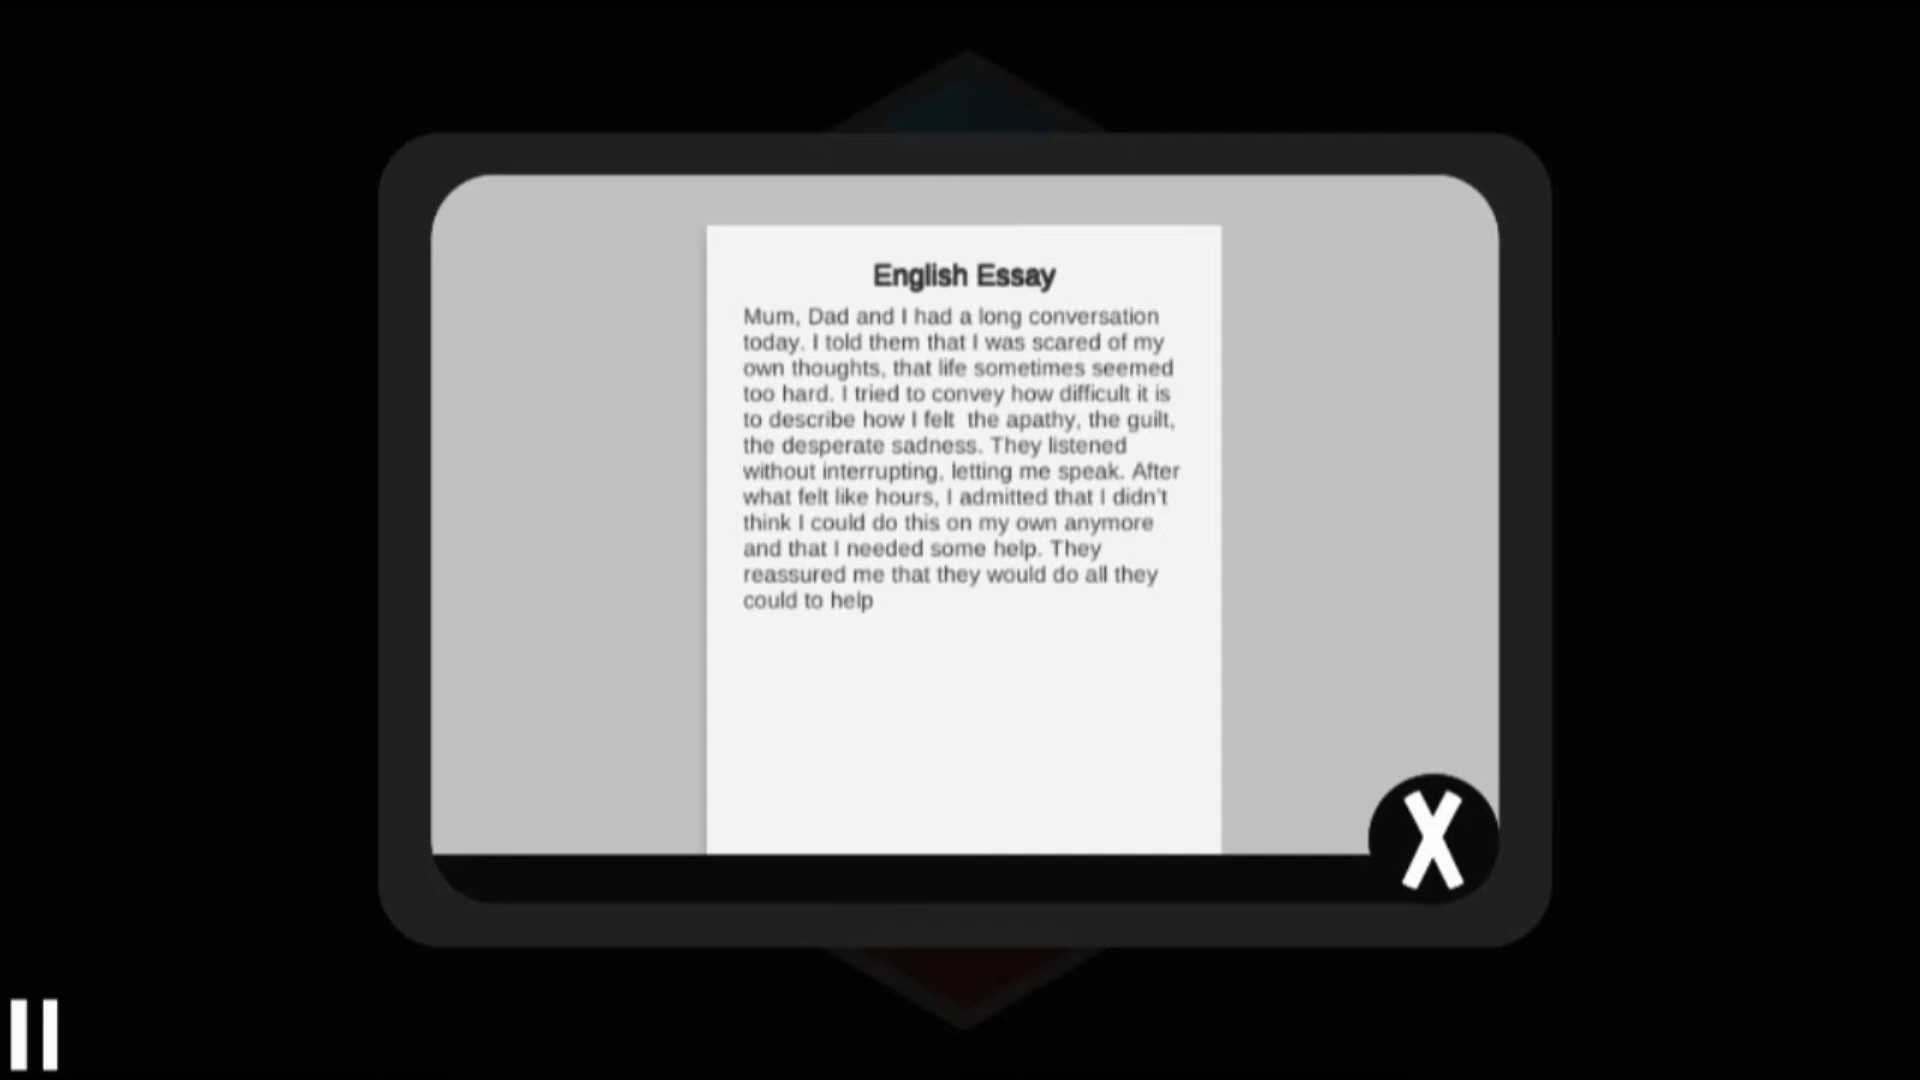 English Essay
Mum, Dad and I had a long conversation
today. I told them that I was scared of my
own thoughts, that life sometimes seemed
too hard. I tried to convey how difficult it is
to describe how I felt  the apathy, the guilt,
the desperate sadness. They listened
without interrupting, letting me speak. After
what felt like hours, I admitted that I didn't
think I could do this on my own anymore
and that I needed some help. They
reassured me that they would do all they
could to help
X